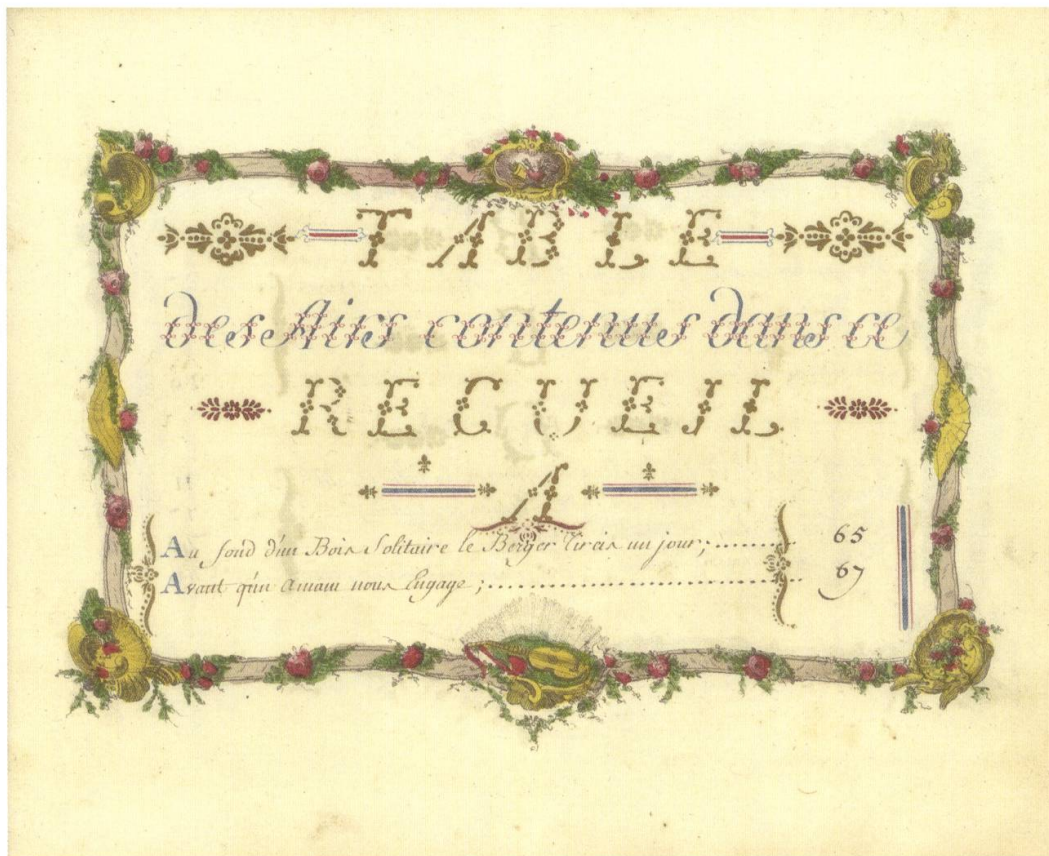 TABLE
des Airs contenus dans ce
RECUEIL
A
Au fond d'un Bois Solitaire le Berger Tircis un jour; 65
Avant qu'un amant nous Engage; 67